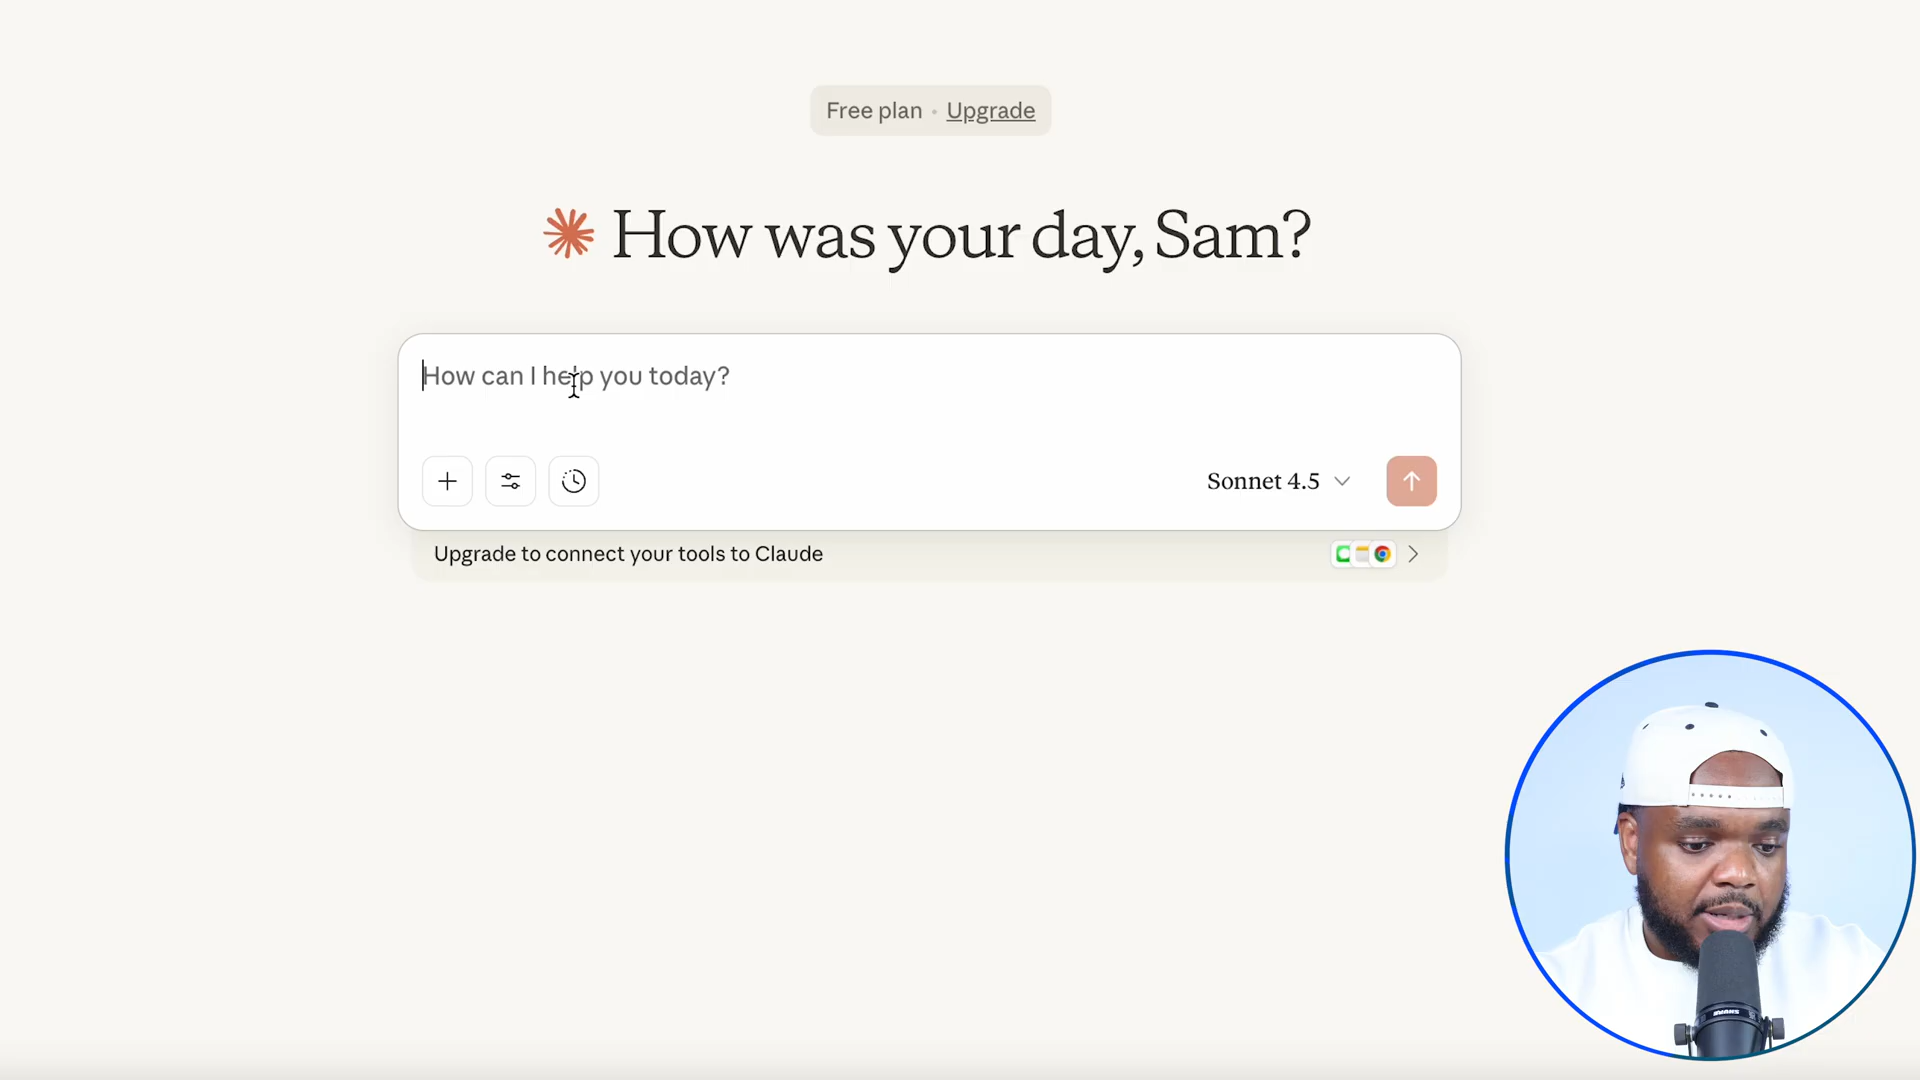 Free plan • Upgrade
How was your day, Sam?
How can I help you today?
Sonnet 4.5
Upgrade to connect your tools to Claude